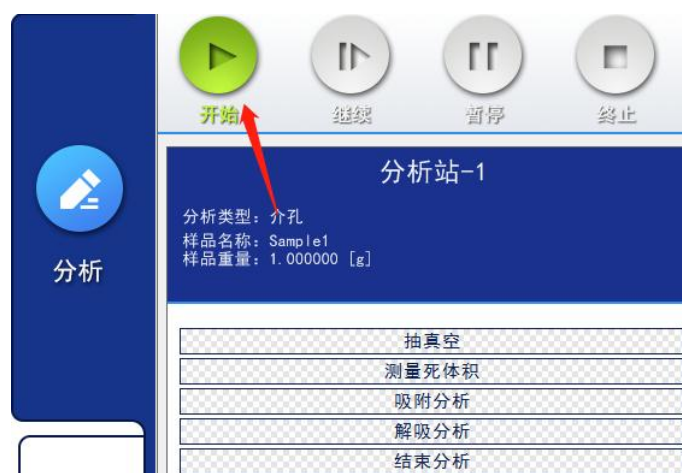 开始 继续 暂停 终止
分析站-1
分析类型: 介孔
样品名称: Sample1
样品重量: 1.000000 [g]
分析
抽真空
测量死体积
吸附分析
解吸分析
结束分析